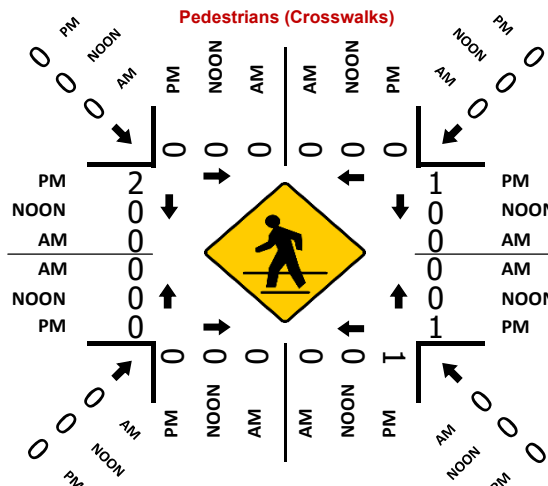 Pedestrians (Crosswalks)
PM NOON AM AM NOON PM
0 0 0 0 0 0
PM NOON AM
0 0 0
PM NOON AM
0 0 0
PM 2 1 PM
NOON 0 0 NOON
AM 0 0 AM
AM 0 0 AM
NOON 0 0 NOON
PM 0 1 PM
0 0 0 0 0 1
PM NOON AM AM NOON PM
0 0 0
AM NOON PM
0 0 0
AM NOON PM